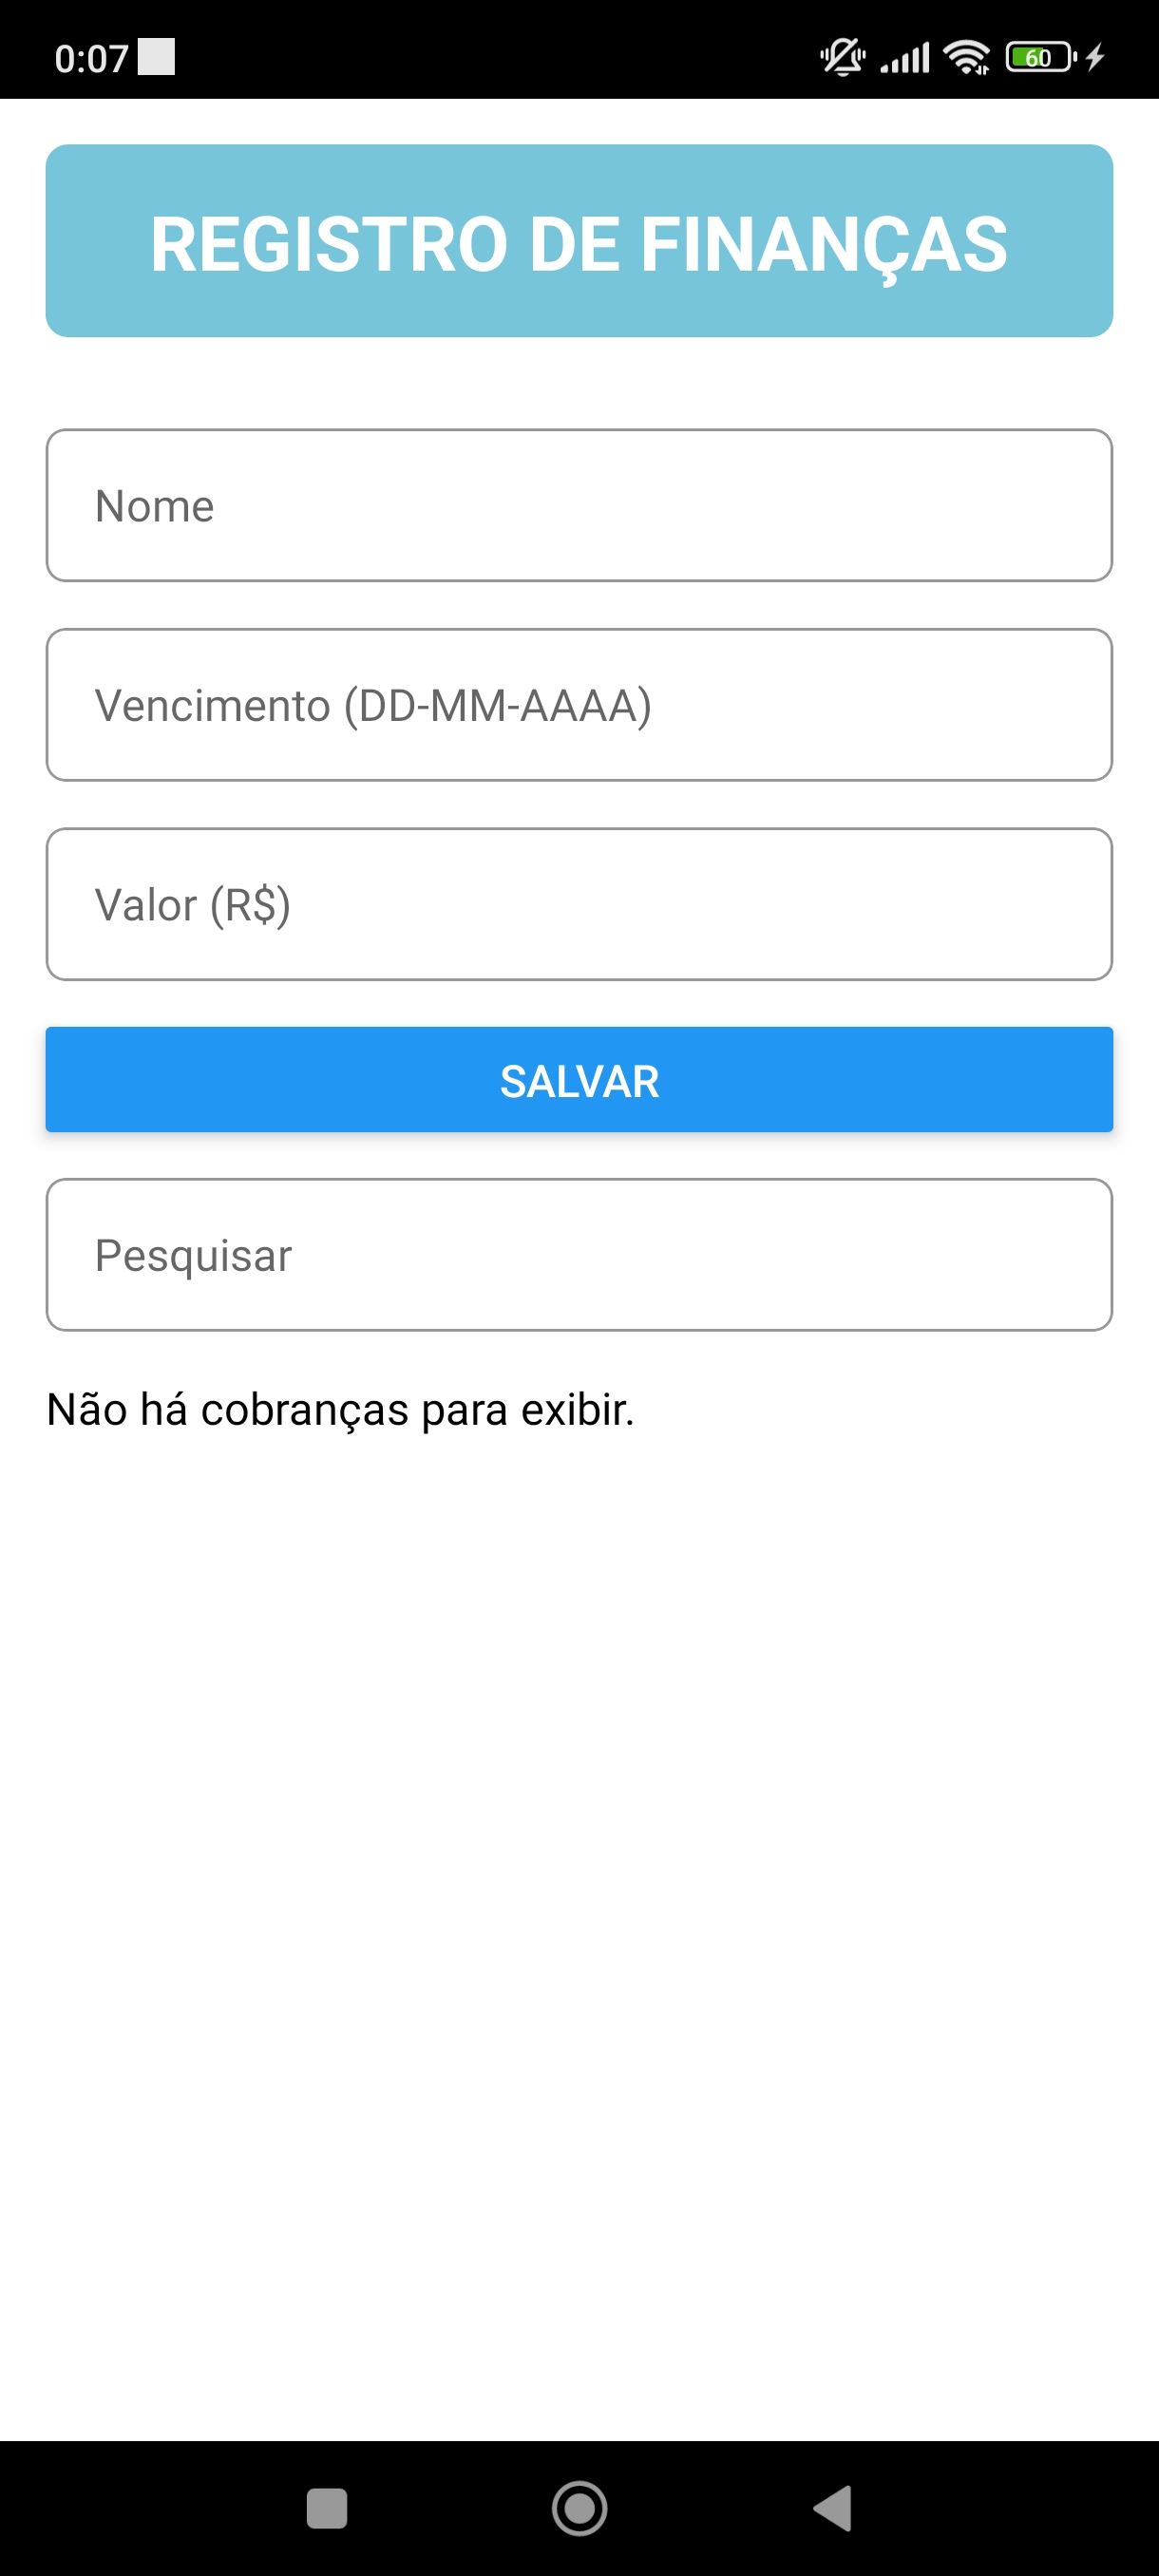 0:07
60
REGISTRO DE FINANÇAS
Nome
Vencimento (DD-MM-AAAA)
Valor (R$)
SALVAR
Pesquisar
Não há cobranças para exibir.